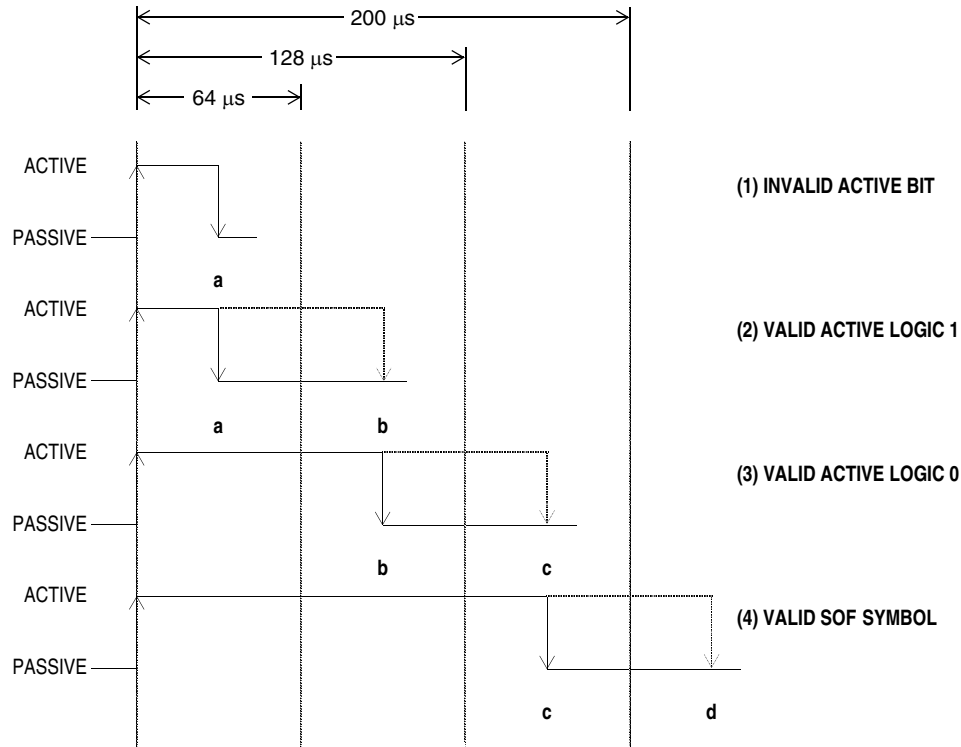 200 μs
128 μs
64 μs
ACTIVE
(1) INVALID ACTIVE BIT
PASSIVE
a
ACTIVE
(2) VALID ACTIVE LOGIC 1
PASSIVE
a b
ACTIVE
(3) VALID ACTIVE LOGIC 0
PASSIVE
b c
ACTIVE
(4) VALID SOF SYMBOL
PASSIVE
c d